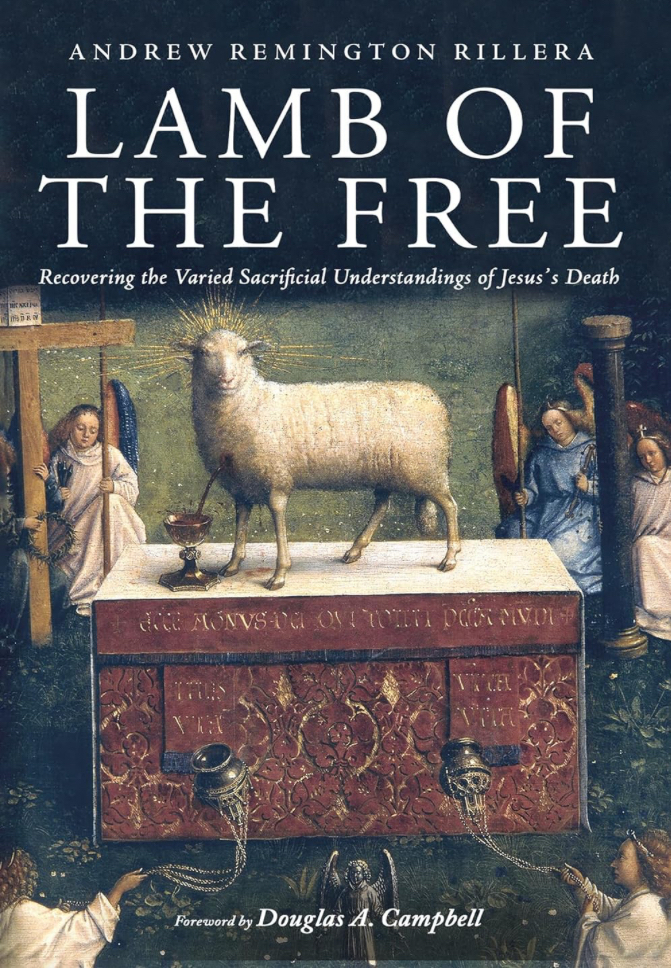 ANDREW REMINGTON RILLERA
LAMB OF
THE FREE
Recovering the Varied Sacrificial Understandings of Jesus's Death
Foreword by Douglas A. Campbell